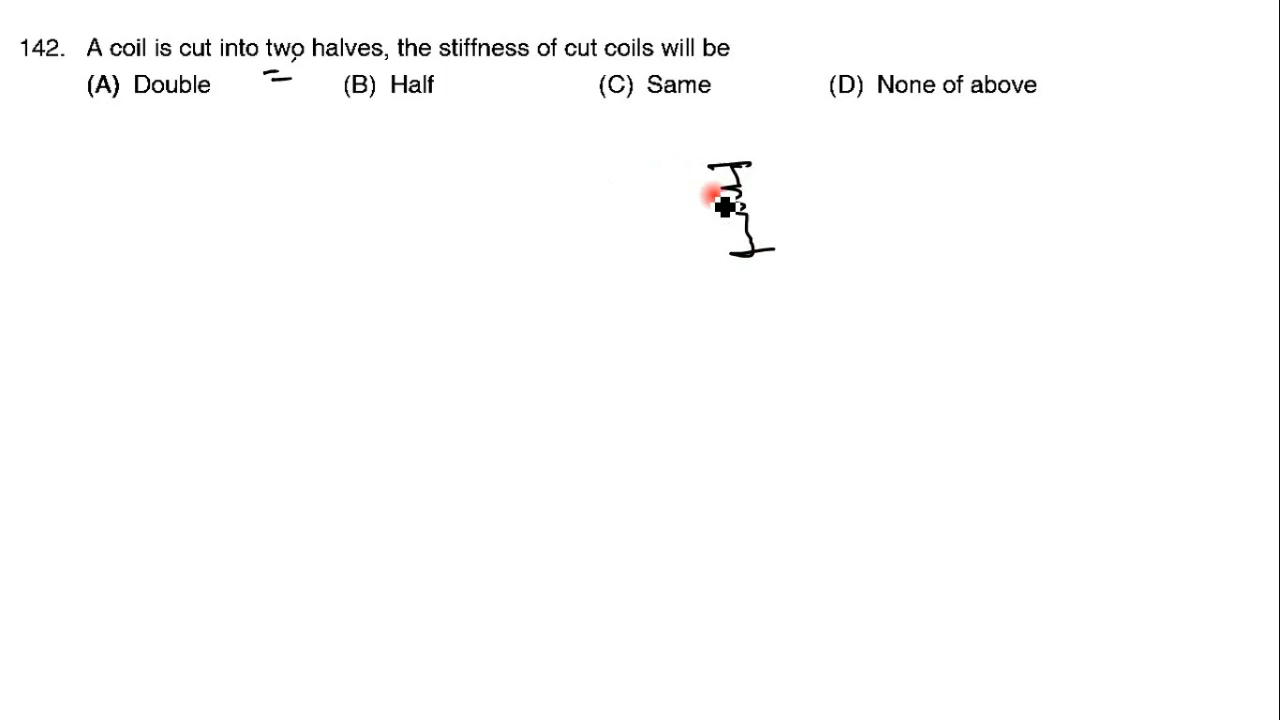 142. A coil is cut into two halves, the stiffness of cut coils will be
(A) Double (B) Half (C) Same (D) None of above